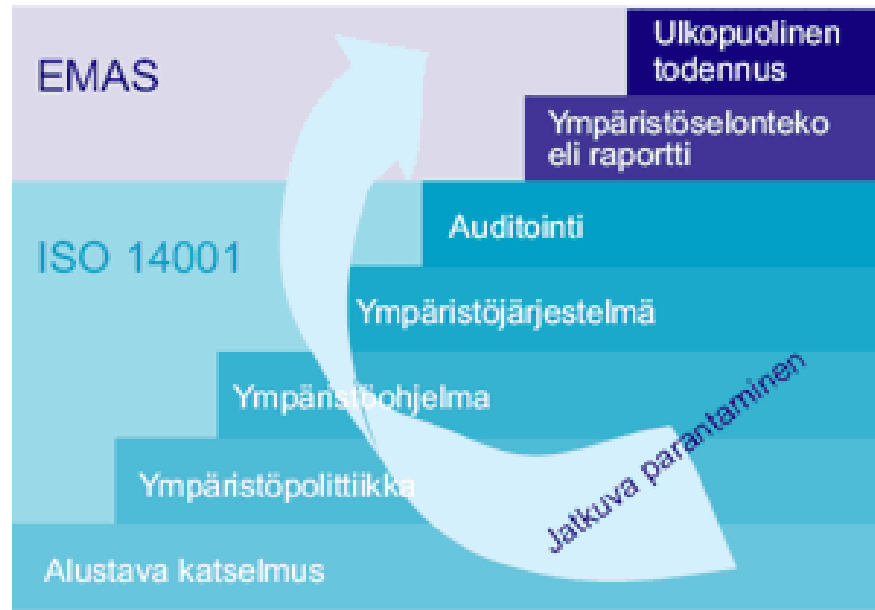 Ulkopuolinen
todennus
EMAS
Ympäristöselonteko
eli raportti
Auditointi
ISO 14001
Ympäristöjärjestelmä
Ympäristöohjelma
Jatkuva parantaminen
Ympäristöpolittiikka
Alustava katselmus